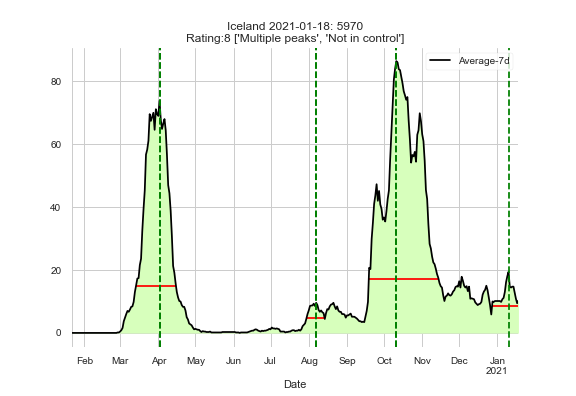 Iceland 2021-01-18: 5970
Rating:8 ['Multiple peaks', 'Not in control']
Average-7d
80
60
40
20
0
Feb Mar Apr May Jun Jul Aug Sep Oct Nov Dec Jan
2021
Date